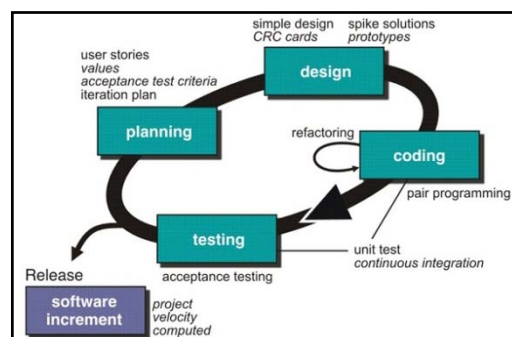 simple design
CRC cards
spike solutions
prototypes
user stories
values
acceptance test criteria
iteration plan
design
planning
refactoring
coding
pair programming
testing
unit test
continuous integration
acceptance testing
Release
software
increment
project
velocity
computed